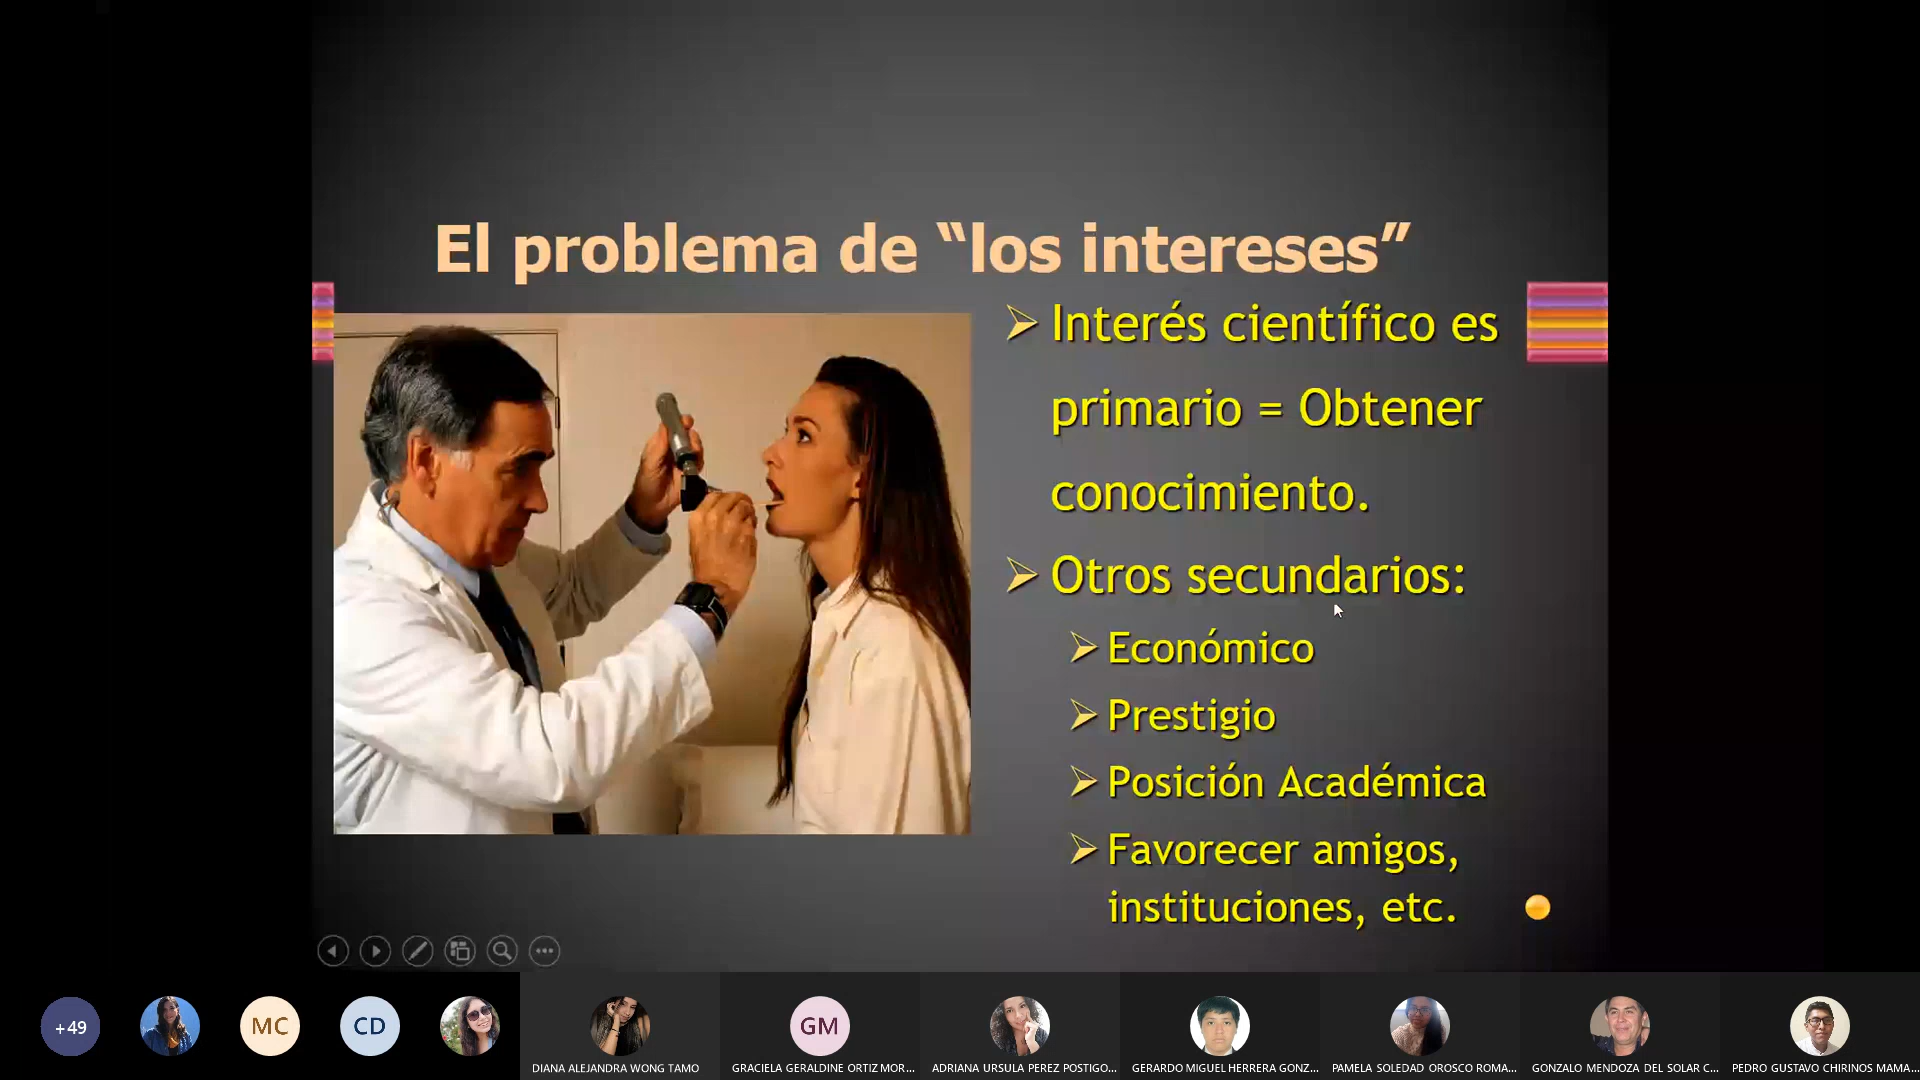 El problema de “los intereses”
Interés científico es
primario = Obtener
conocimiento.
Otros secundarios:
Económico
Prestigio
Posición Académica
Favorecer amigos,
instituciones, etc.
+49
MC
CD
GM
DIANA ALEJANDRA WONG TAMO
GRACIELA GERALDINE ORTIZ MOR...
ADRIANA URSULA PEREZ POSTIGO...
GERARDO MIGUEL HERRERA GONZ...
PAMELA SOLEDAD OROSCO ROMA...
GONZALO MENDOZA DEL SOLAR C...
PEDRO GUSTAVO CHIRINOS MAMA...